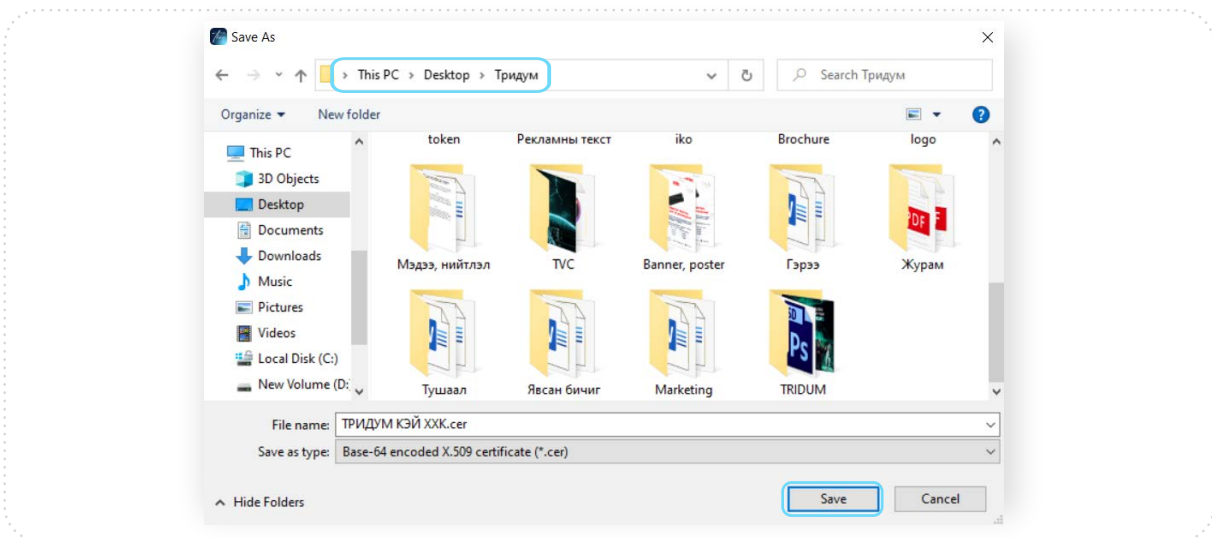 Save As
This PC > Desktop > Тридум
Search Тридум
Organize
New folder
This PC
3D Objects
Desktop
Documents
Downloads
Music
Pictures
Videos
Local Disk (C:)
New Volume (D:
token
Рекламны текст
iko
Brochure
logo
Мэдээ, нийтлэл
TVC
Banner, poster
Гэрээ
PDF
Журам
Тушаал
Явсан бичиг
Marketing
Ps
TRIDUM
File name: ТРИДУМ КЭЙ ХХК.cer
Save as type: Base-64 encoded X.509 certificate (*.cer)
Hide Folders
Save
Cancel